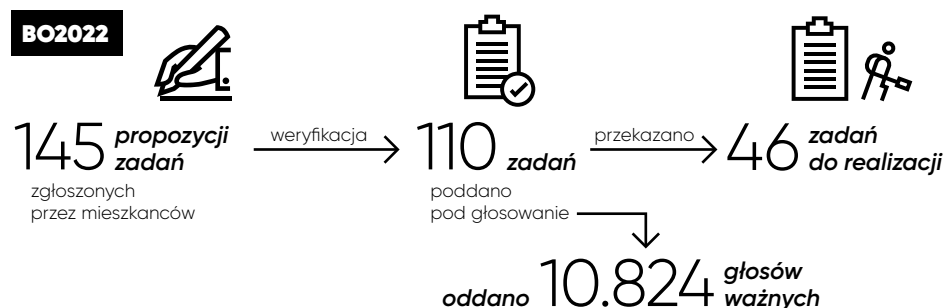 BO2022
145 propozycji
zadań
zgłoszonych
przez mieszkanców
weryfikacja
110 zadań
poddano
pod głosowanie
przekazano
46 zadań
do realizacji
oddano 10.824 głosów
ważnych